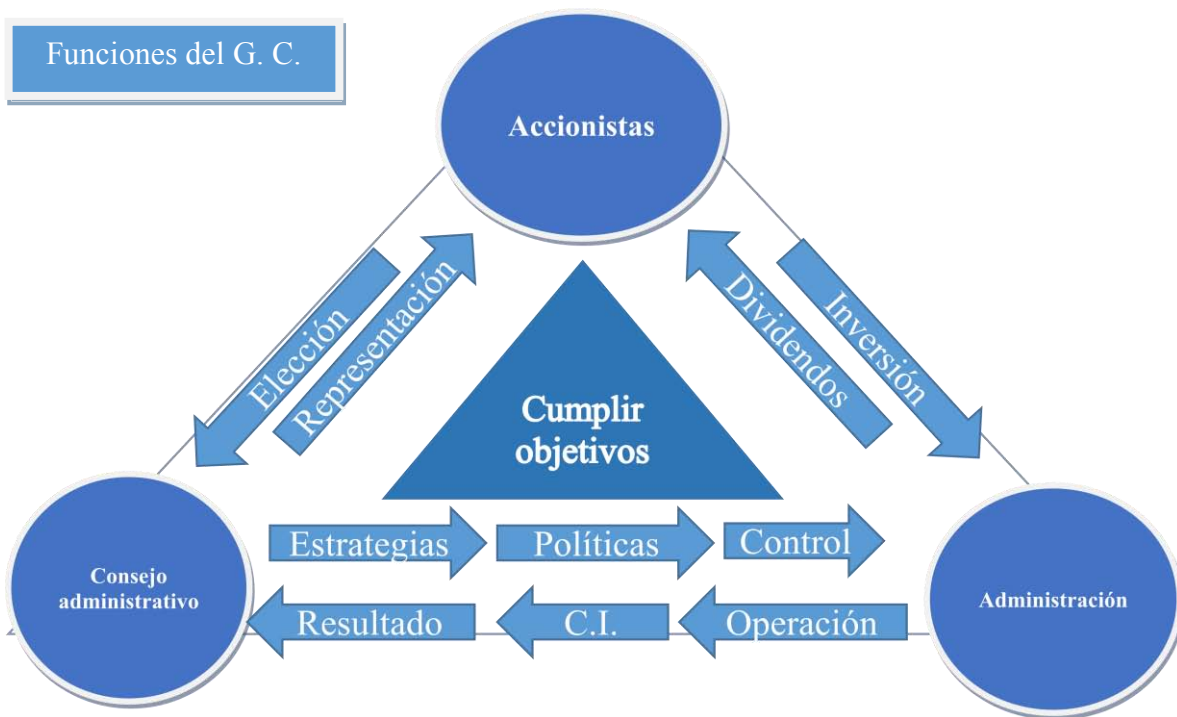 Funciones del G. C.
Accionistas
Elección
Representación
Dividendos
Inversión
Cumplir
objetivos
Estrategias
Políticas
Control
Consejo
administrativo
Administración
Resultado
C.I.
Operación